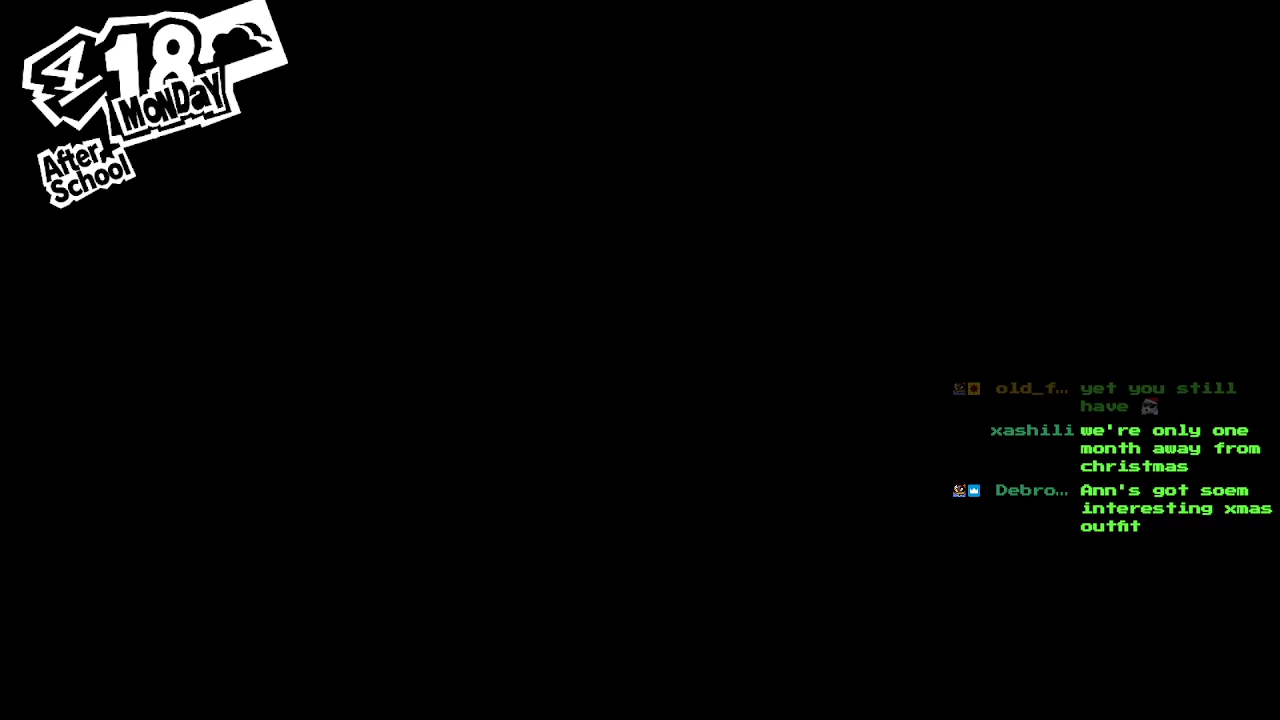 4 18
MONDAY
After
School
old_f… yet you still
have
xashili we're only one
month away from
christmas
Debro… Ann's got soem
interesting xmas
outfit